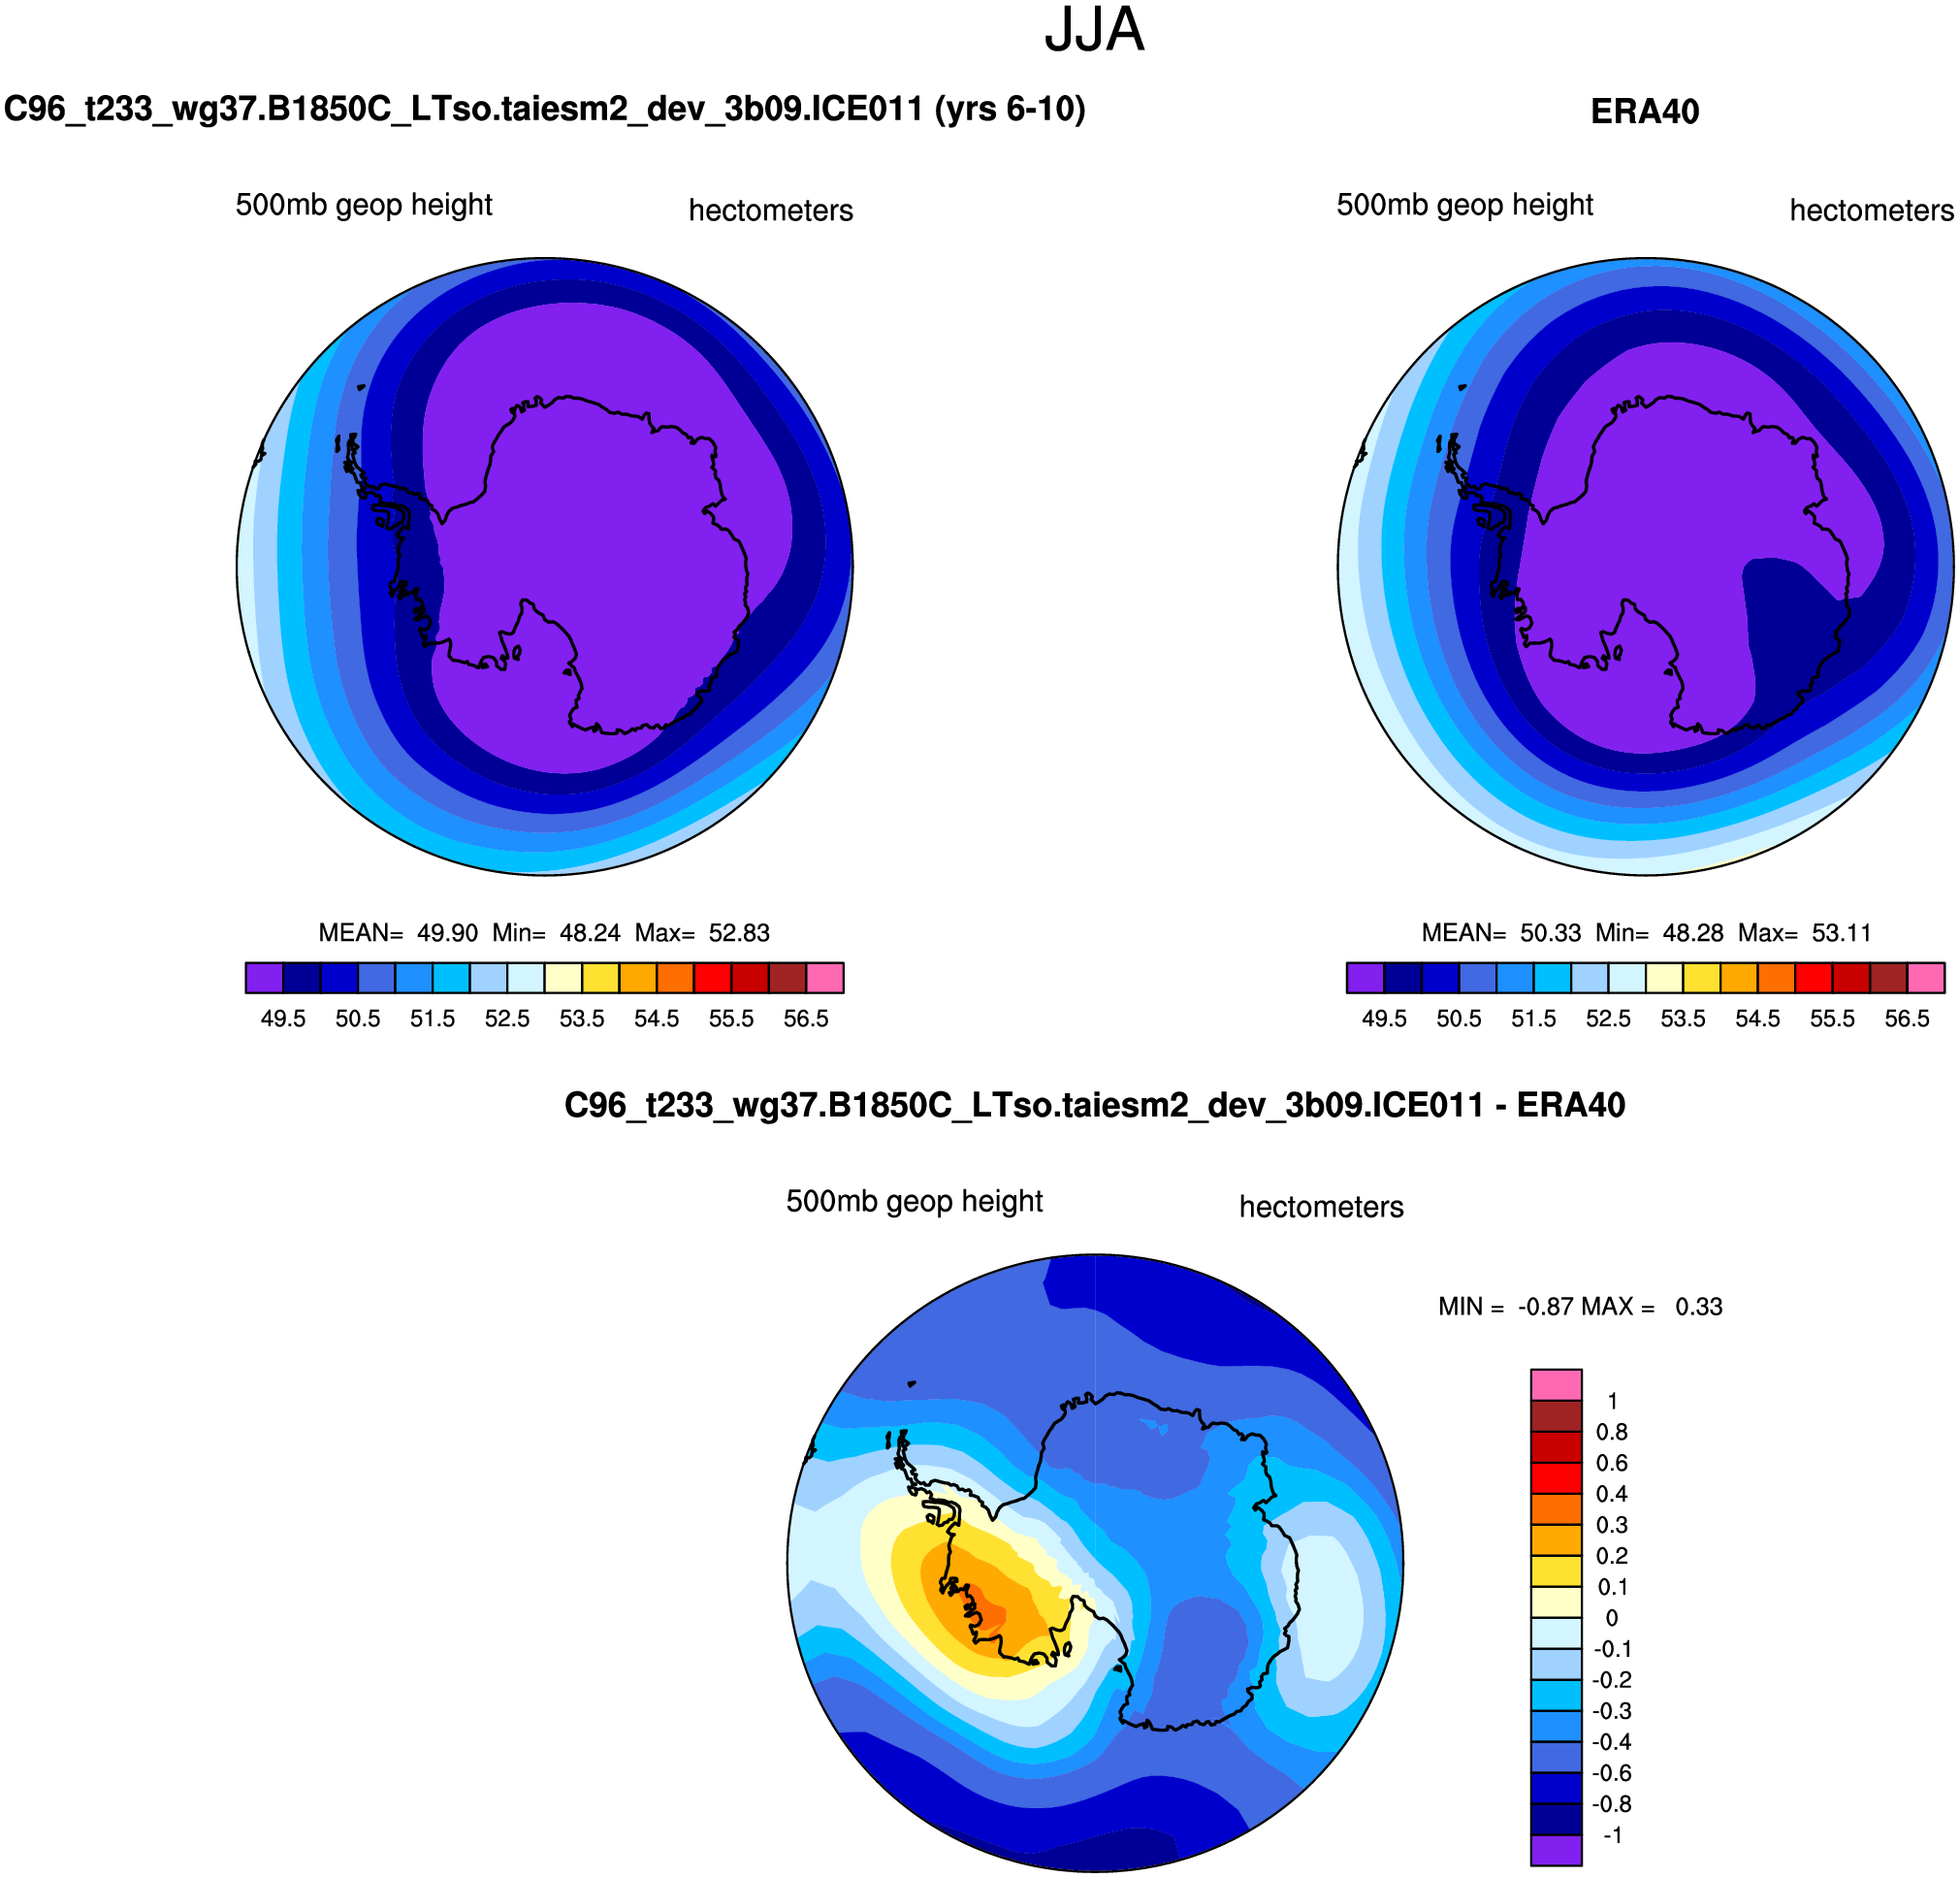 JJA
C96_t233_wg37.B1850C_LTso.taiesm2_dev_3b09.ICE011 (yrs 6-10)
ERA40
500mb geop height hectometers
500mb geop height hectometers
MEAN= 49.90 Min= 48.24 Max= 52.83
MEAN= 50.33 Min= 48.28 Max= 53.11
49.5 50.5 51.5 52.5 53.5 54.5 55.5 56.5
49.5 50.5 51.5 52.5 53.5 54.5 55.5 56.5
C96_t233_wg37.B1850C_LTso.taiesm2_dev_3b09.ICE011 - ERA40
500mb geop height hectometers
MIN = -0.87 MAX = 0.33
1
0.8
0.6
0.4
0.3
0.2
0.1
0
-0.1
-0.2
-0.3
-0.4
-0.6
-0.8
-1